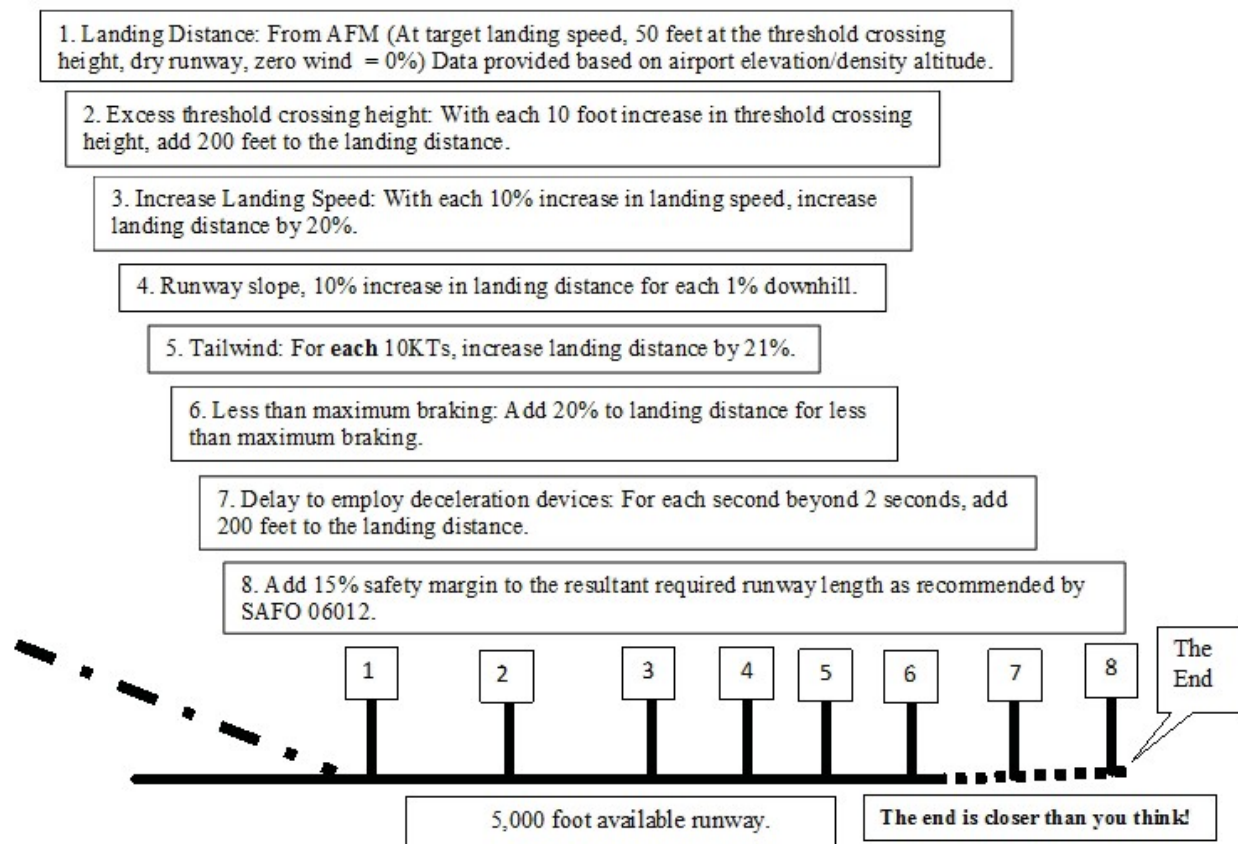 1. Landing Distance: From AFM (At target landing speed, 50 feet at the threshold crossing
height, dry runway, zero wind = 0%) Data provided based on airport elevation/density altitude.
2. Excess threshold crossing height: With each 10 foot increase in threshold crossing
height, add 200 feet to the landing distance.
3. Increase Landing Speed: With each 10% increase in landing speed, increase
landing distance by 20%.
4. Runway slope, 10% increase in landing distance for each 1% downhill.
5. Tailwind: For each 10KTs, increase landing distance by 21%.
6. Less than maximum braking: Add 20% to landing distance for less
than maximum braking.
7. Delay to employ deceleration devices: For each second beyond 2 seconds, add
200 feet to the landing distance.
8. Add 15% safety margin to the resultant required runway length as recommended by
SAFO 06012.
1
2
3
4
5
6
7
8
The
End
5,000 foot available runway.
The end is closer than you think!